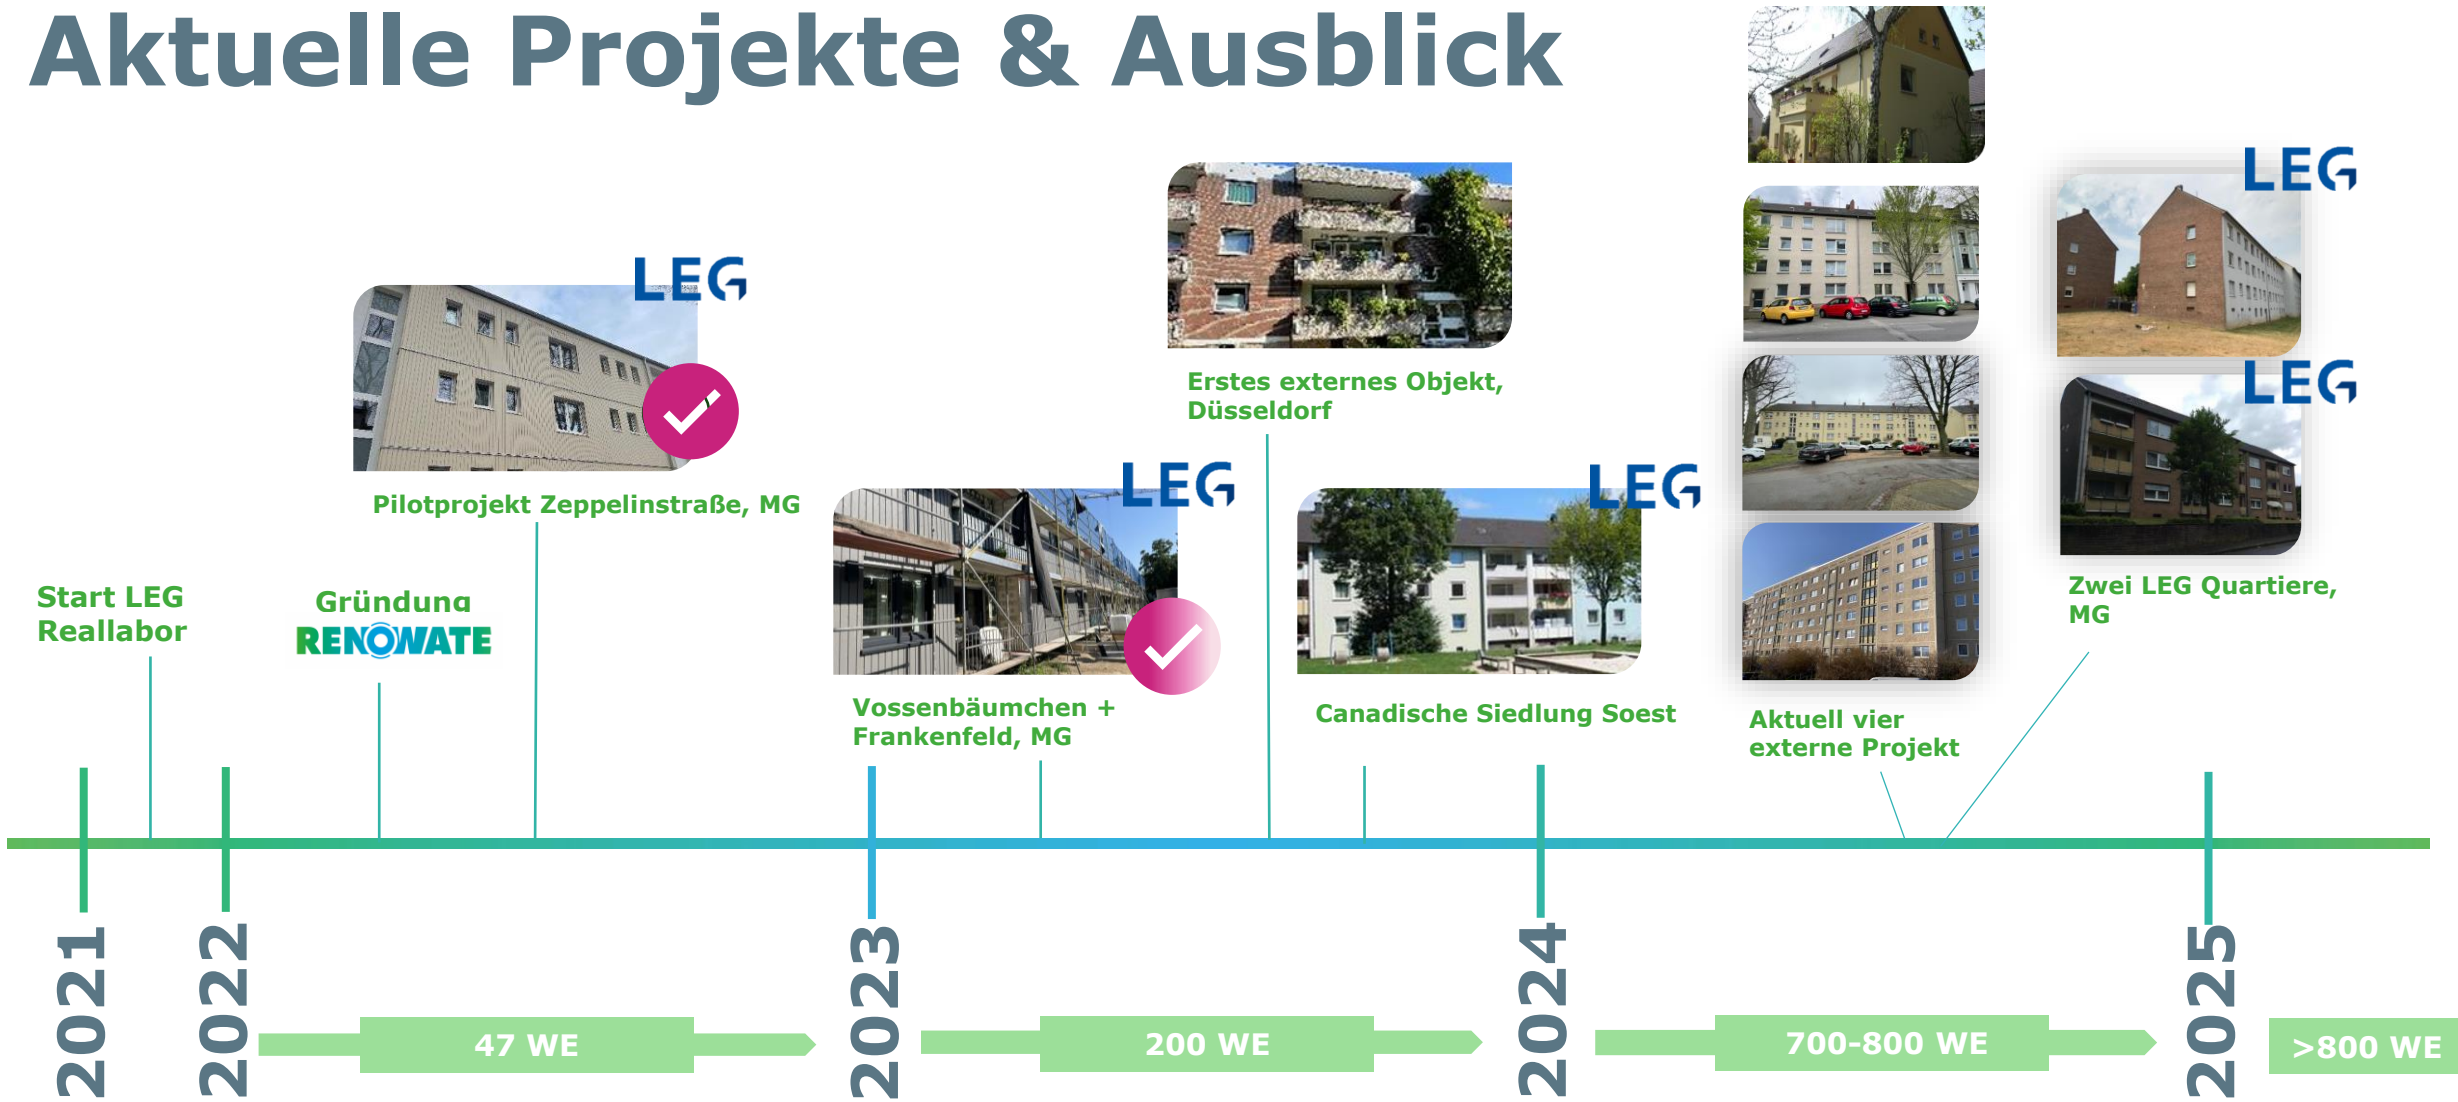 Aktuelle Projekte & Ausblick
LEG
LEG
LEG
Erstes externes Objekt,
Düsseldorf
LEG
LEG
Pilotprojekt Zeppelinstraße, MG
Start LEG
Reallabor
Gründung
RENOWATE
Zwei LEG Quartiere,
MG
Vossenbäumchen +
Frankenfeld, MG
Canadische Siedlung Soest
Aktuell vier
externe Projekt
2021
2022
2023
2024
2025
47 WE
200 WE
700-800 WE
>800 WE